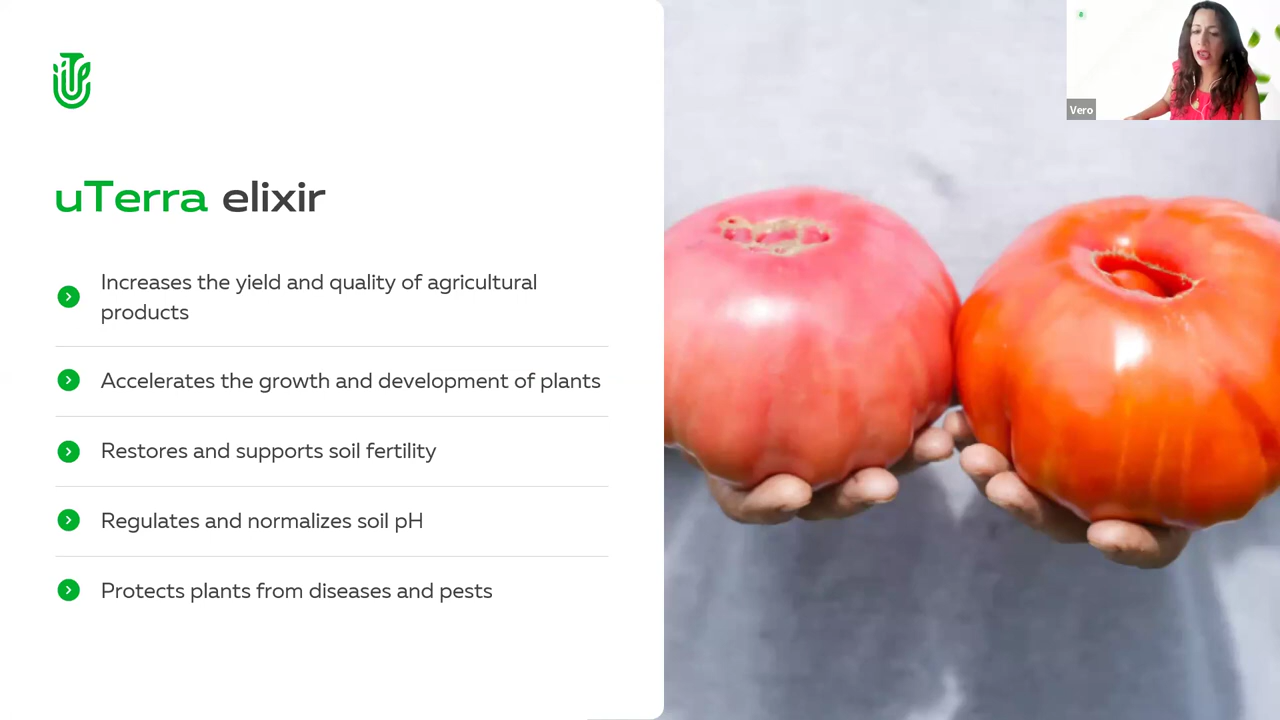 uTerra elixir
Increases the yield and quality of agricultural
products
Accelerates the growth and development of plants
Restores and supports soil fertility
Regulates and normalizes soil pH
Protects plants from diseases and pests
Vero